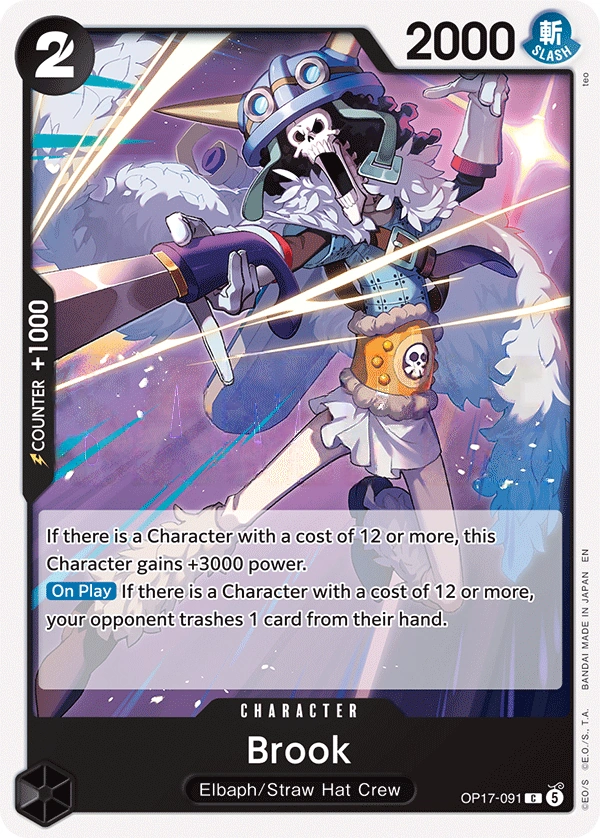 2
2000
斬
SLASH
teo
COUNTER +1000
If there is a Character with a cost of 12 or more, this
Character gains +3000 power.
On Play If there is a Character with a cost of 12 or more,
your opponent trashes 1 card from their hand.
CHARACTER
Brook
Elbaph/Straw Hat Crew
OP17-091 C 5
©EO/S ©E.O./S., T.A. BANDAI MADE IN JAPAN EN